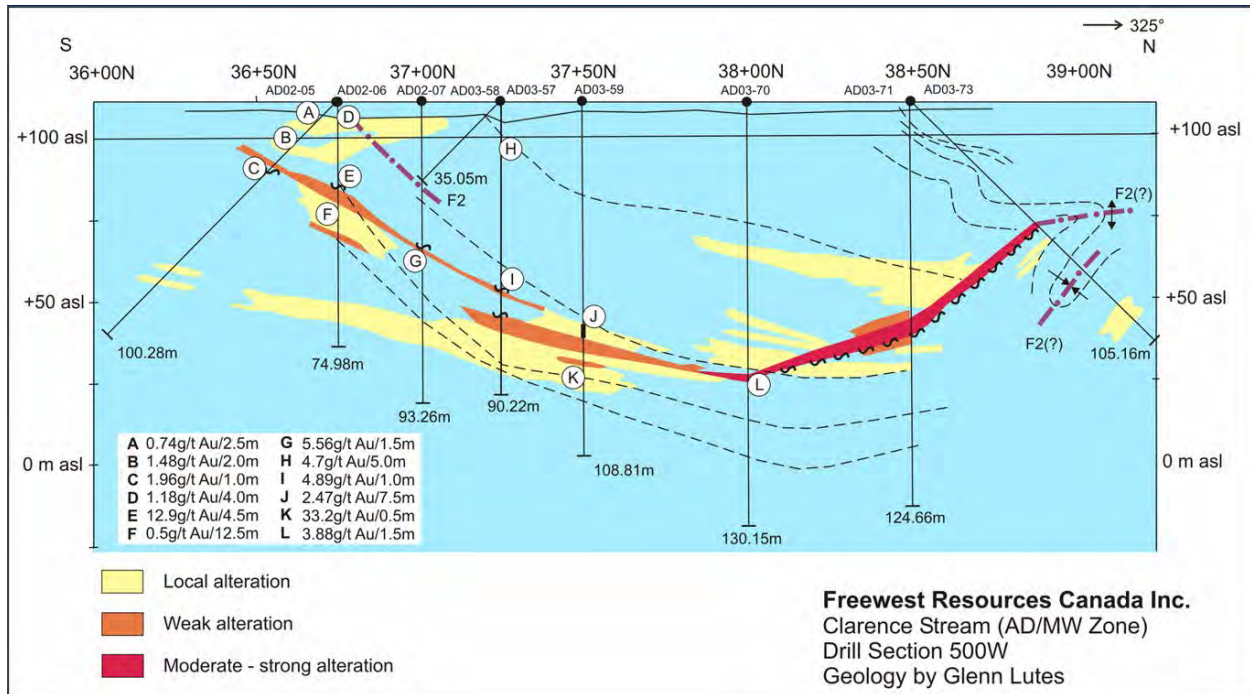 325°
S
N
36+00N
36+50N
37+00N
37+50N
38+00N
38+50N
39+00N
AD02-05
AD02-06
AD02-07
AD03-58
AD03-57
AD03-59
AD03-70
AD03-71
AD03-73
A
D
B
H
C
E
F
G
I
J
K
L
+100 asl
+100 asl
+50 asl
+50 asl
0 m asl
0 m asl
35.05m
F2
F2(?)
F2(?)
100.28m
74.98m
93.26m
90.22m
108.81m
130.15m
124.66m
105.16m
A 0.74g/t Au/2.5m
B 1.48g/t Au/2.0m
C 1.96g/t Au/1.0m
D 1.18g/t Au/4.0m
E 12.9g/t Au/4.5m
F 0.5g/t Au/12.5m
G 5.56g/t Au/1.5m
H 4.7g/t Au/5.0m
I 4.89g/t Au/1.0m
J 2.47g/t Au/7.5m
K 33.2g/t Au/0.5m
L 3.88g/t Au/1.5m
Local alteration
Weak alteration
Moderate - strong alteration
Freewest Resources Canada Inc.
Clarence Stream (AD/MW Zone)
Drill Section 500W
Geology by Glenn Lutes